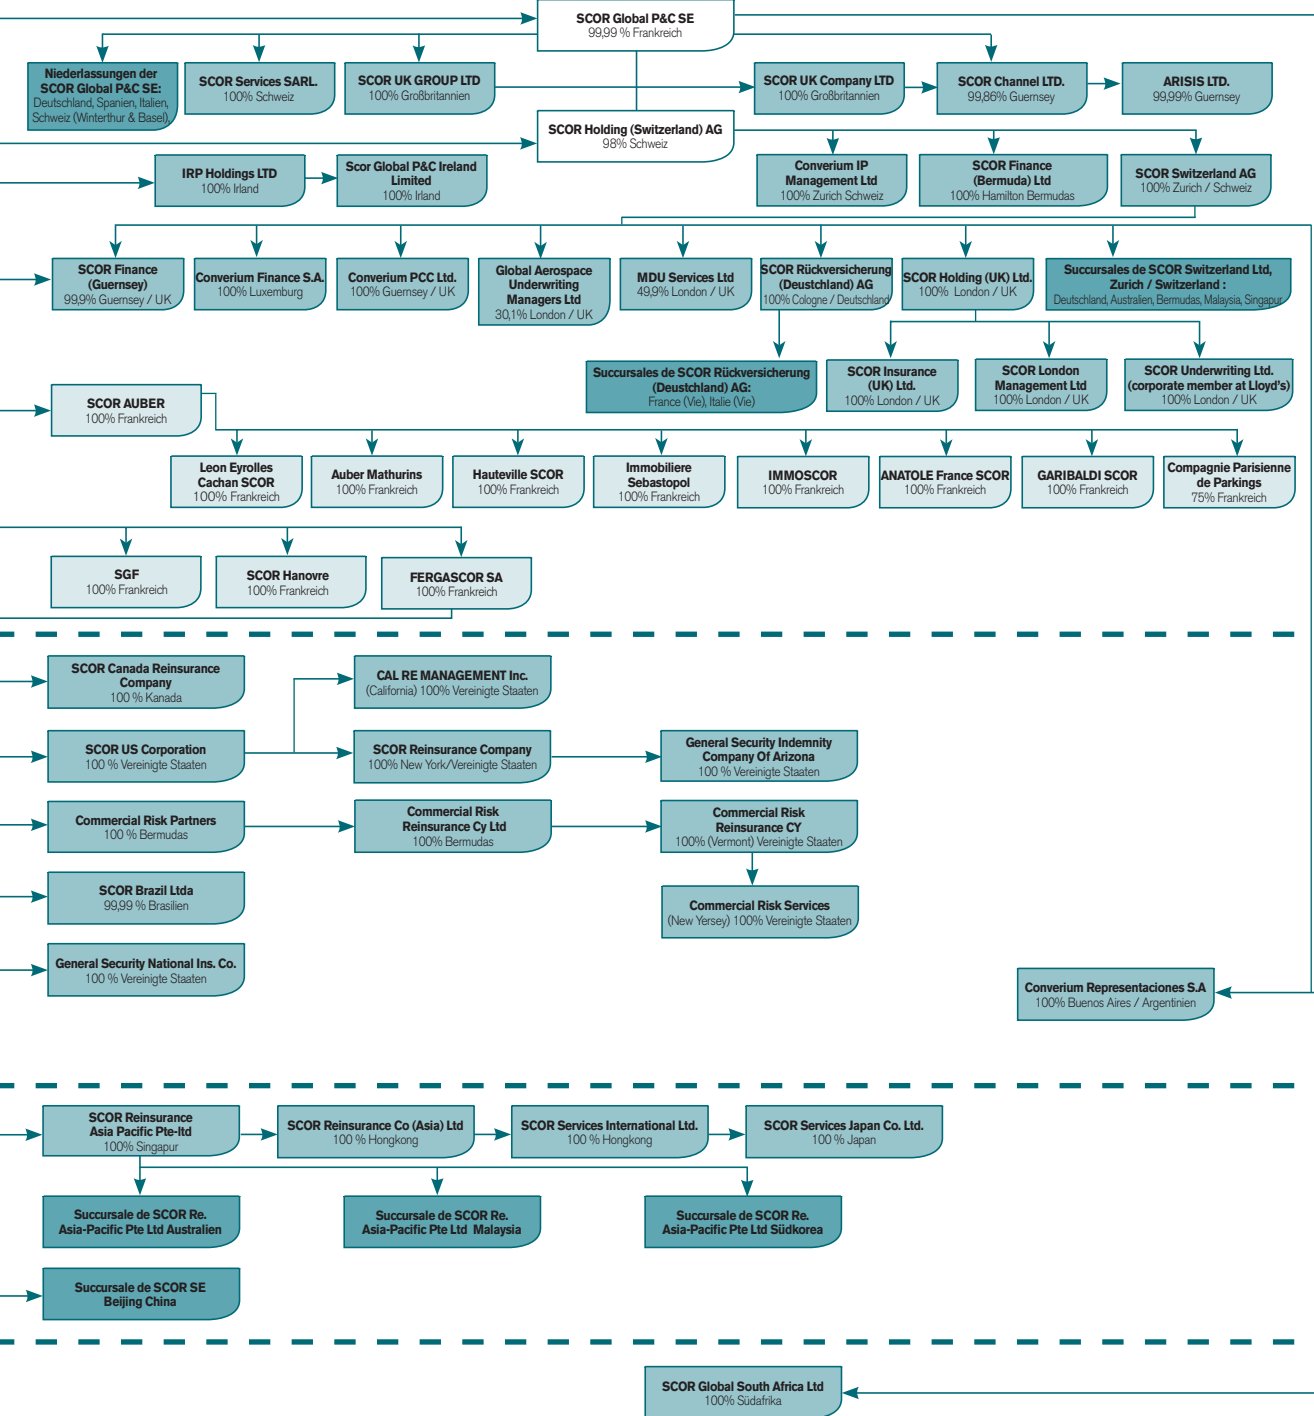 SCOR Global P&C SE
99,99 % Frankreich
Niederlassungen der
SCOR Global P&C SE:
Deutschland, Spanien, Italien,
Schweiz (Winterthur & Basel),
SCOR Services SARL.
100% Schweiz
SCOR UK GROUP LTD
100% Großbritannien
SCOR UK Company LTD
100% Großbritannien
SCOR Channel LTD.
99,86% Guernsey
ARISIS LTD.
99,99% Guernsey
SCOR Holding (Switzerland) AG
98% Schweiz
IRP Holdings LTD
100% Irland
Scor Global P&C Ireland
Limited
100% Irland
Converium IP
Management Ltd
100% Zurich Schweiz
SCOR Finance
(Bermuda) Ltd
100% Hamilton Bermudas
SCOR Switzerland AG
100% Zurich / Schweiz
SCOR Finance
(Guernsey)
99,9% Guernsey / UK
Converium Finance S.A.
100% Luxemburg
Converium PCC Ltd.
100% Guernsey / UK
Global Aerospace
Underwriting
Managers Ltd
30,1% London / UK
MDU Services Ltd
49,9% London / UK
SCOR Rückversicherung
(Deustchland) AG
100% Cologne / Deutschland
SCOR Holding (UK) Ltd.
100% London / UK
Succursales de SCOR Switzerland Ltd,
Zurich / Switzerland :
Deutschland, Australien, Bermudas, Malaysia, Singapur
Succursales de SCOR Rückversicherung
(Deustchland) AG:
France (Vie), Italie (Vie)
SCOR Insurance
(UK) Ltd.
100% London / UK
SCOR London
Management Ltd
100% London / UK
SCOR Underwriting Ltd.
(corporate member at Lloyd's)
100% London / UK
SCOR AUBER
100% Frankreich
Leon Eyrolles
Cachan SCOR
100% Frankreich
Auber Mathurins
100% Frankreich
Hauteville SCOR
100% Frankreich
Immobiliere
Sebastopol
100% Frankreich
IMMOSCOR
100% Frankreich
ANATOLE France SCOR
100% Frankreich
GARIBALDI SCOR
100% Frankreich
Compagnie Parisienne
de Parkings
75% Frankreich
SGF
100% Frankreich
SCOR Hanovre
100% Frankreich
FERGASCOR SA
100% Frankreich
SCOR Canada Reinsurance
Company
100 % Kanada
CAL RE MANAGEMENT Inc.
(California) 100% Vereinigte Staaten
SCOR US Corporation
100 % Vereinigte Staaten
SCOR Reinsurance Company
100% New York/Vereinigte Staaten
General Security Indemnity
Company Of Arizona
100 % Vereinigte Staaten
Commercial Risk Partners
100 % Bermudas
Commercial Risk
Reinsurance Cy Ltd
100% Bermudas
Commercial Risk
Reinsurance CY
100% (Vermont) Vereinigte Staaten
SCOR Brazil Ltda
99,99 % Brasilien
Commercial Risk Services
(New Yersey) 100% Vereinigte Staaten
General Security National Ins. Co.
100 % Vereinigte Staaten
Converium Representaciones S.A
100% Buenos Aires / Argentinien
SCOR Reinsurance
Asia Pacific Pte-ltd
100% Singapur
SCOR Reinsurance Co (Asia) Ltd
100 % Hongkong
SCOR Services International Ltd.
100 % Hongkong
SCOR Services Japan Co. Ltd.
100 % Japan
Succursale de SCOR Re.
Asia-Pacific Pte Ltd Australien
Succursale de SCOR Re.
Asia-Pacific Pte Ltd Malaysia
Succursale de SCOR Re.
Asia-Pacific Pte Ltd Südkorea
Succursale de SCOR SE
Beijing China
SCOR Global South Africa Ltd
100% Südafrika